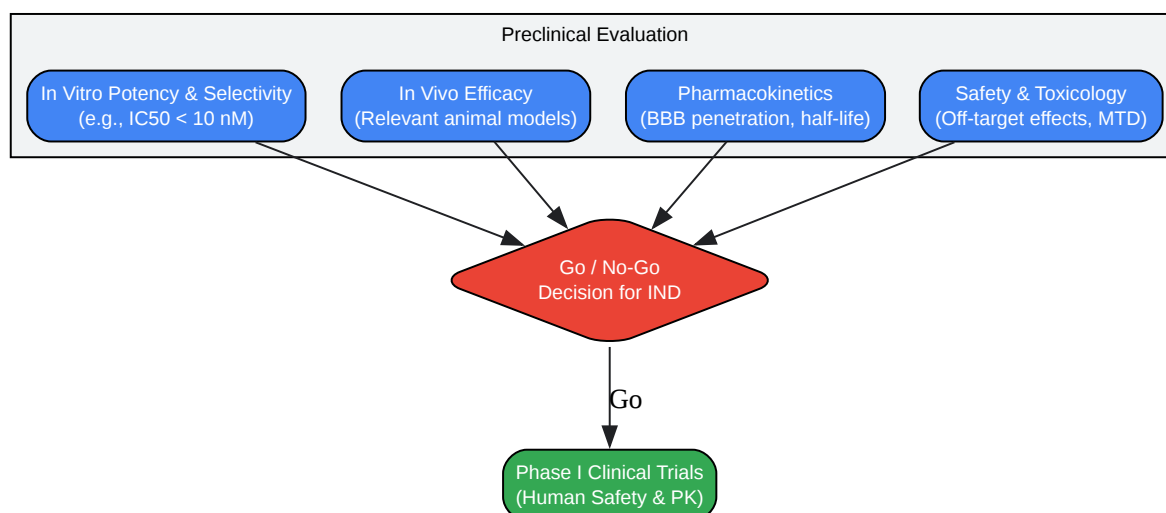 Preclinical Evaluation
In Vitro Potency & Selectivity
(e.g., IC50 < 10 nM)
In Vivo Efficacy
(Relevant animal models)
Pharmacokinetics
(BBB penetration, half-life)
Safety & Toxicology
(Off-target effects, MTD)
Go / No-Go
Decision for IND
Go
Phase I Clinical Trials
(Human Safety & PK)